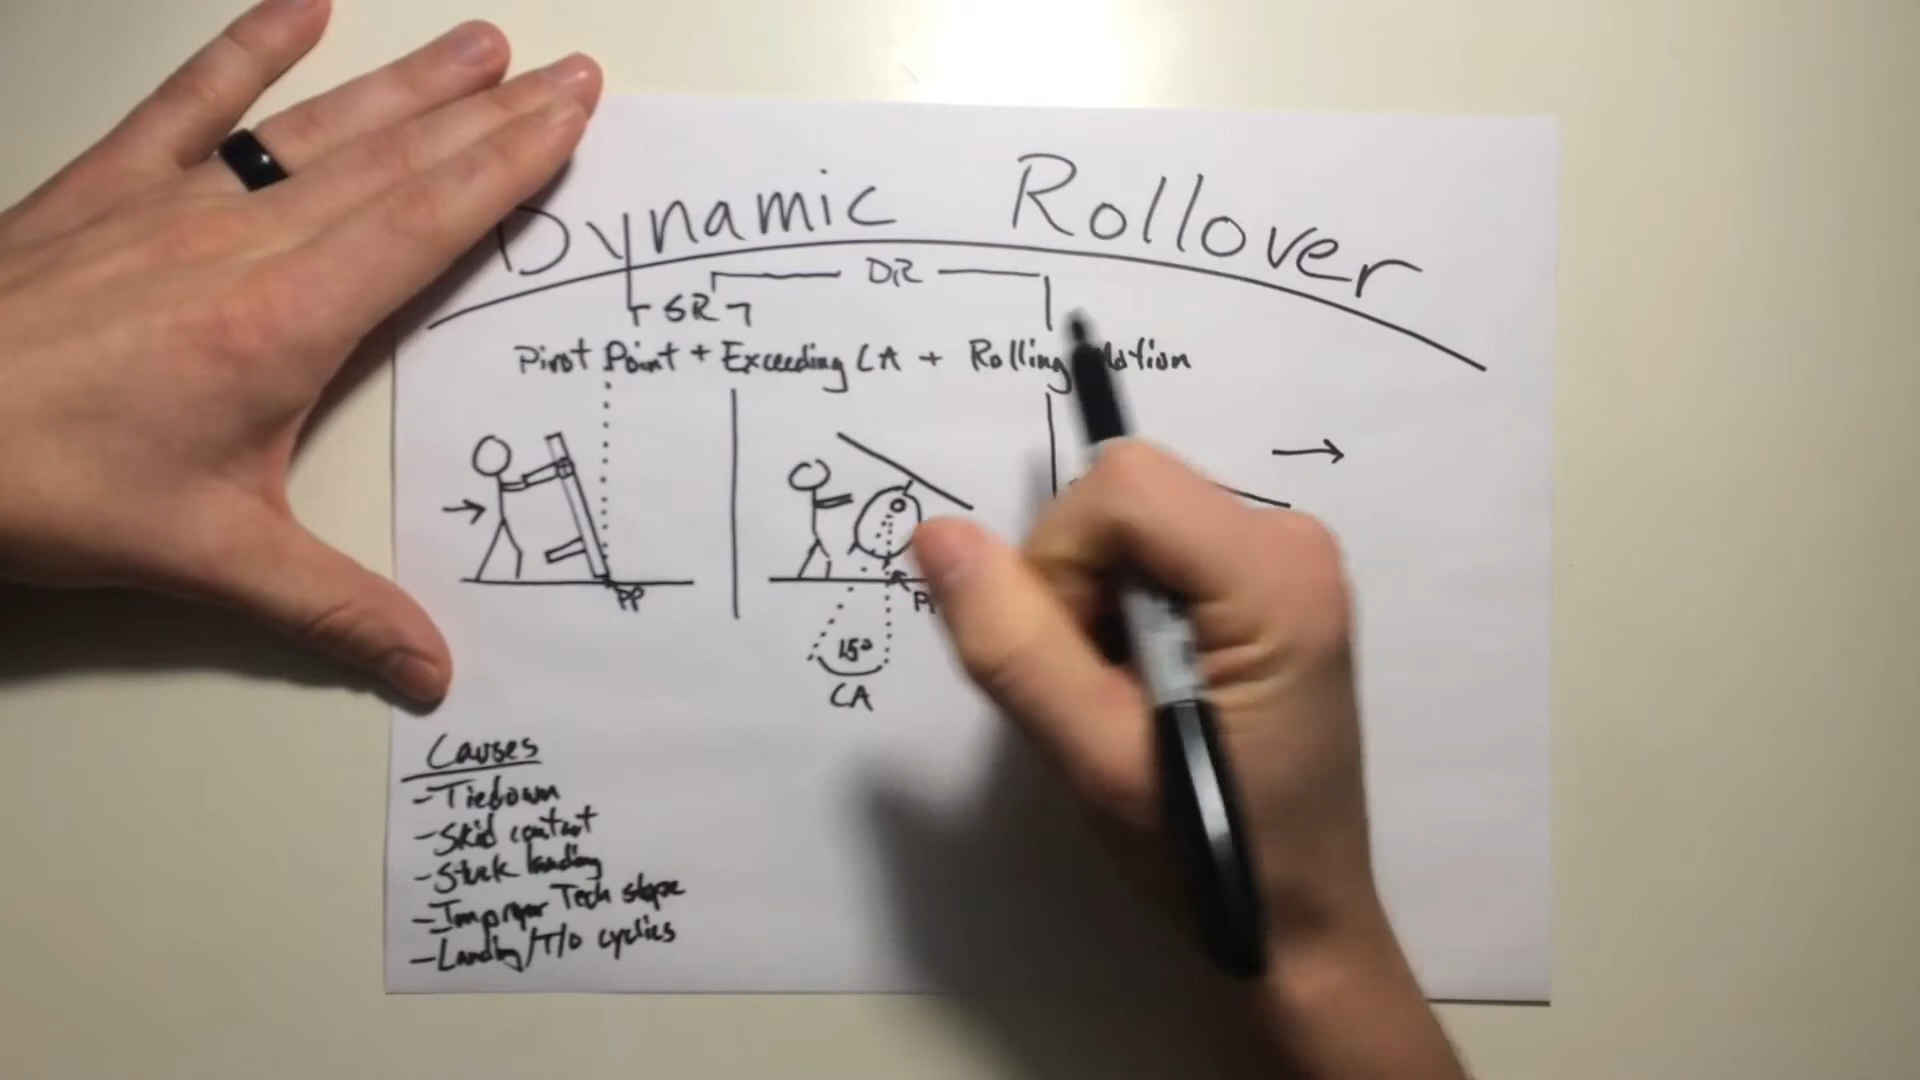 Dynamic Rollover
DR
SR
Pivot Point + Exceeding CA + Rolling Motion
PP
15°
CA
Causes
- Tiedown
- Skid contact
- Stuck landing
- Improper Tech slope
- Landing/T/O cyclics